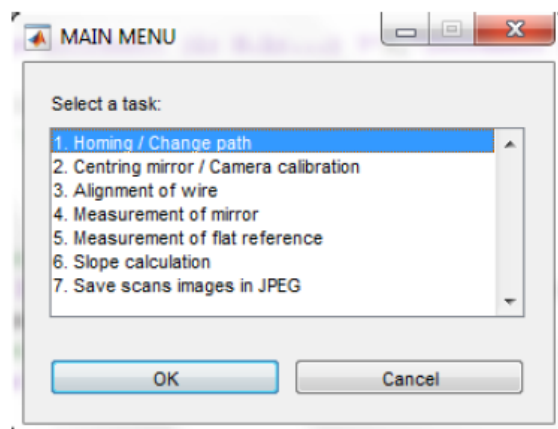 MAIN MENU
Select a task:
1. Homing / Change path
2. Centring mirror / Camera calibration
3. Alignment of wire
4. Measurement of mirror
5. Measurement of flat reference
6. Slope calculation
7. Save scans images in JPEG
OK Cancel